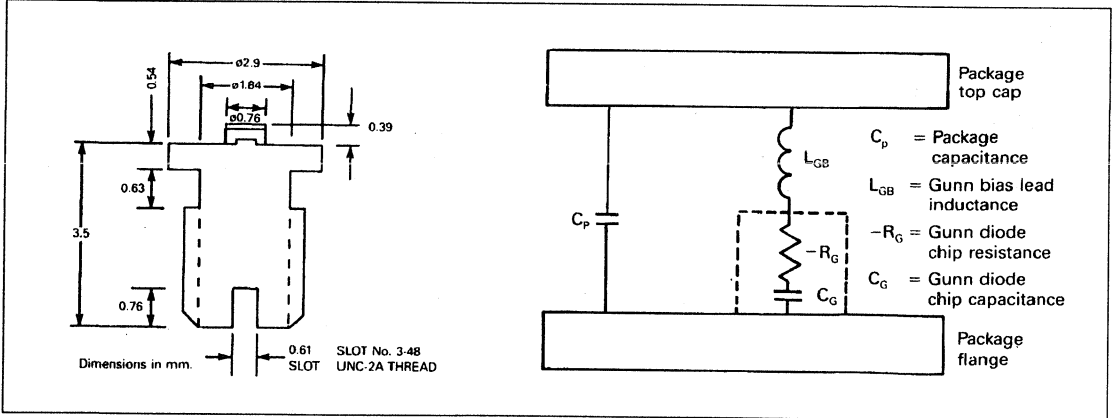 ø2.9
ø1.84
ø0.76
0.54
0.39
0.63
3.5
0.76
0.61 SLOT No. 3-48
SLOT UNC-2A THREAD
Dimensions in mm.
Package
top cap
C_p = Package
capacitance
L_GB
L_GB = Gunn bias lead
inductance
C_P
-R_G = Gunn diode
chip resistance
-R_G
C_G = Gunn diode
chip capacitance
C_G
Package
flange